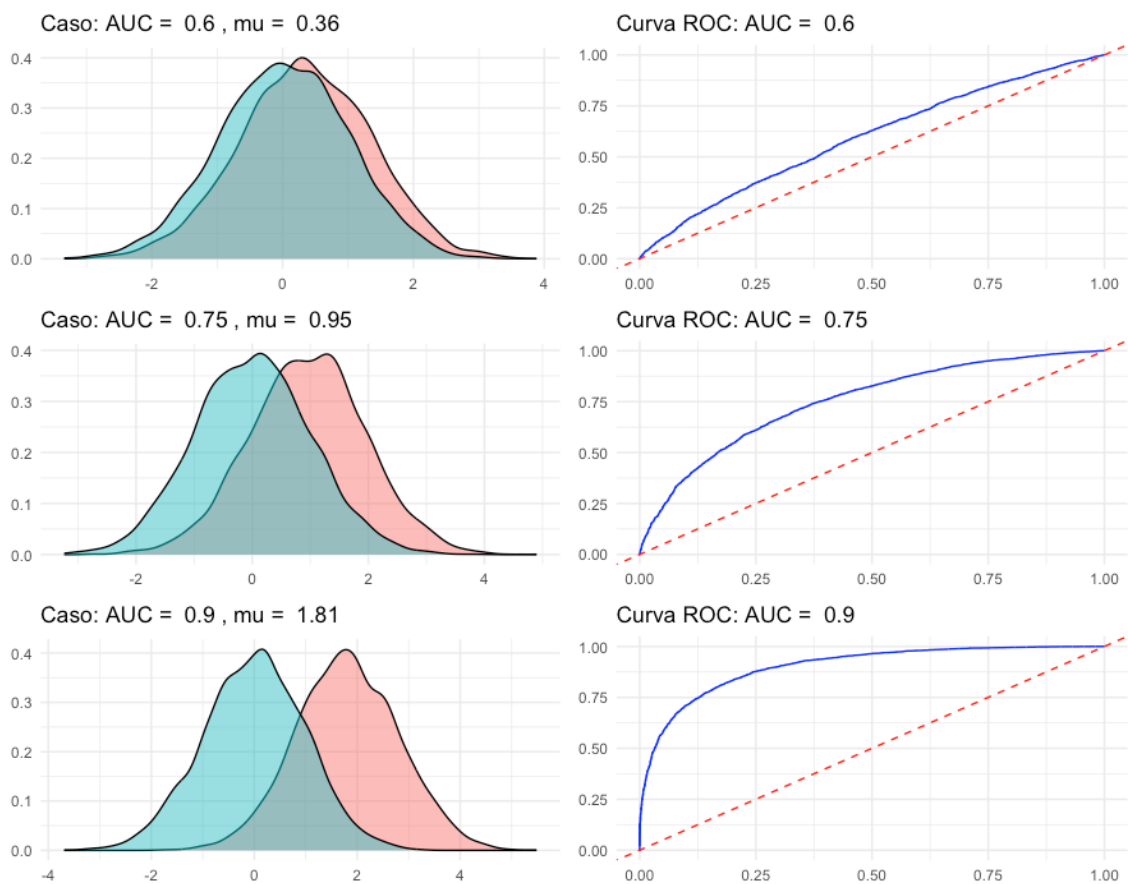 Caso: AUC = 0.6 , mu = 0.36
0.4
0.3
0.2
0.1
0.0
-2 0 2 4
Curva ROC: AUC = 0.6
1.00
0.75
0.50
0.25
0.00
0.00 0.25 0.50 0.75 1.00
Caso: AUC = 0.75 , mu = 0.95
0.4
0.3
0.2
0.1
0.0
-2 0 2 4
Curva ROC: AUC = 0.75
1.00
0.75
0.50
0.25
0.00
0.00 0.25 0.50 0.75 1.00
Caso: AUC = 0.9 , mu = 1.81
0.4
0.3
0.2
0.1
0.0
-4 -2 0 2 4
Curva ROC: AUC = 0.9
1.00
0.75
0.50
0.25
0.00
0.00 0.25 0.50 0.75 1.00